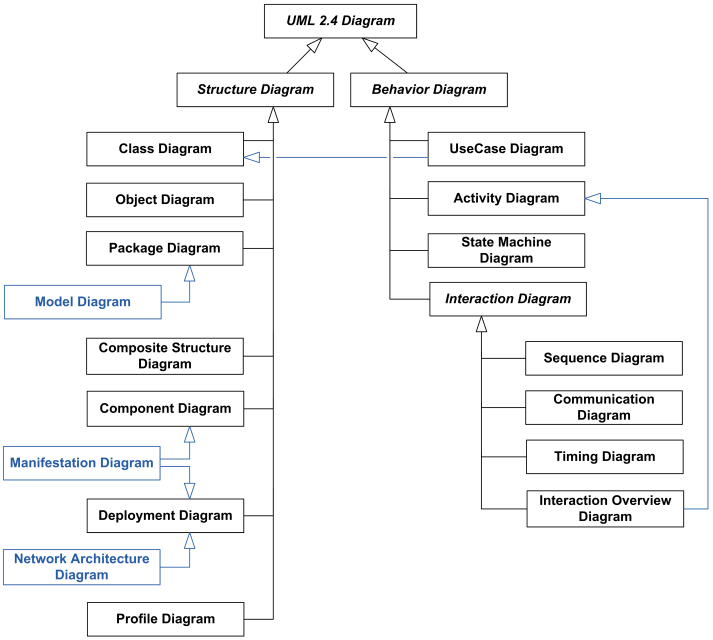 UML 2.4 Diagram
Structure Diagram
Behavior Diagram
Class Diagram
UseCase Diagram
Object Diagram
Activity Diagram
Package Diagram
State Machine
Diagram
Model Diagram
Interaction Diagram
Composite Structure
Diagram
Sequence Diagram
Component Diagram
Communication
Diagram
Manifestation Diagram
Timing Diagram
Deployment Diagram
Interaction Overview
Diagram
Network Architecture
Diagram
Profile Diagram